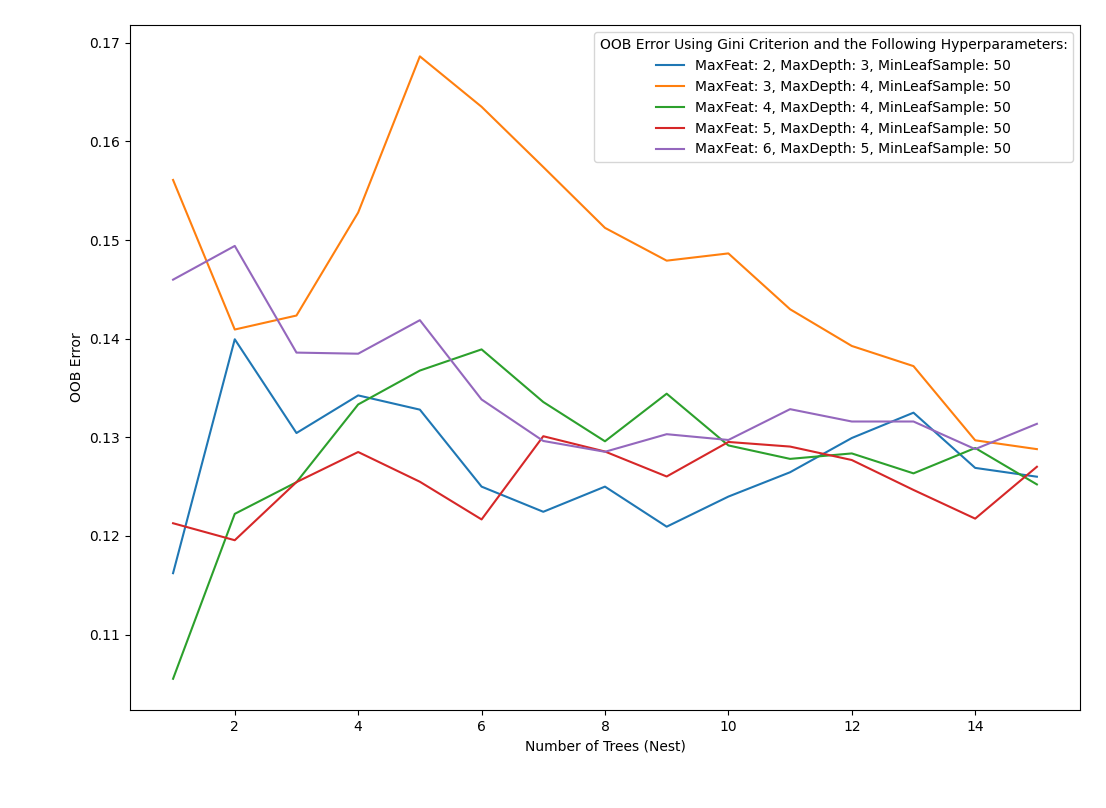 OOB Error Using Gini Criterion and the Following Hyperparameters:
MaxFeat: 2, MaxDepth: 3, MinLeafSample: 50
MaxFeat: 3, MaxDepth: 4, MinLeafSample: 50
MaxFeat: 4, MaxDepth: 4, MinLeafSample: 50
MaxFeat: 5, MaxDepth: 4, MinLeafSample: 50
MaxFeat: 6, MaxDepth: 5, MinLeafSample: 50
0.17
0.16
0.15
0.14
0.13
0.12
0.11
OOB Error
2 4 6 8 10 12 14
Number of Trees (Nest)